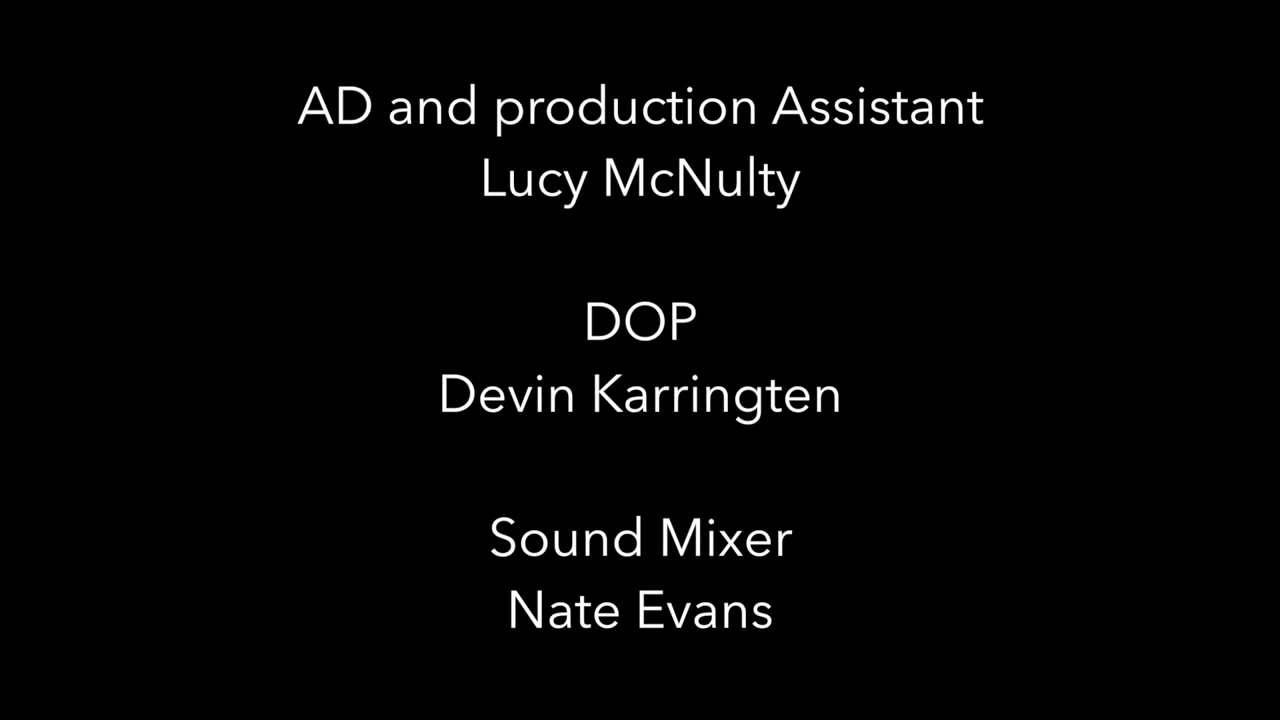 AD and production Assistant
Lucy McNulty
DOP
Devin Karringten
Sound Mixer
Nate Evans